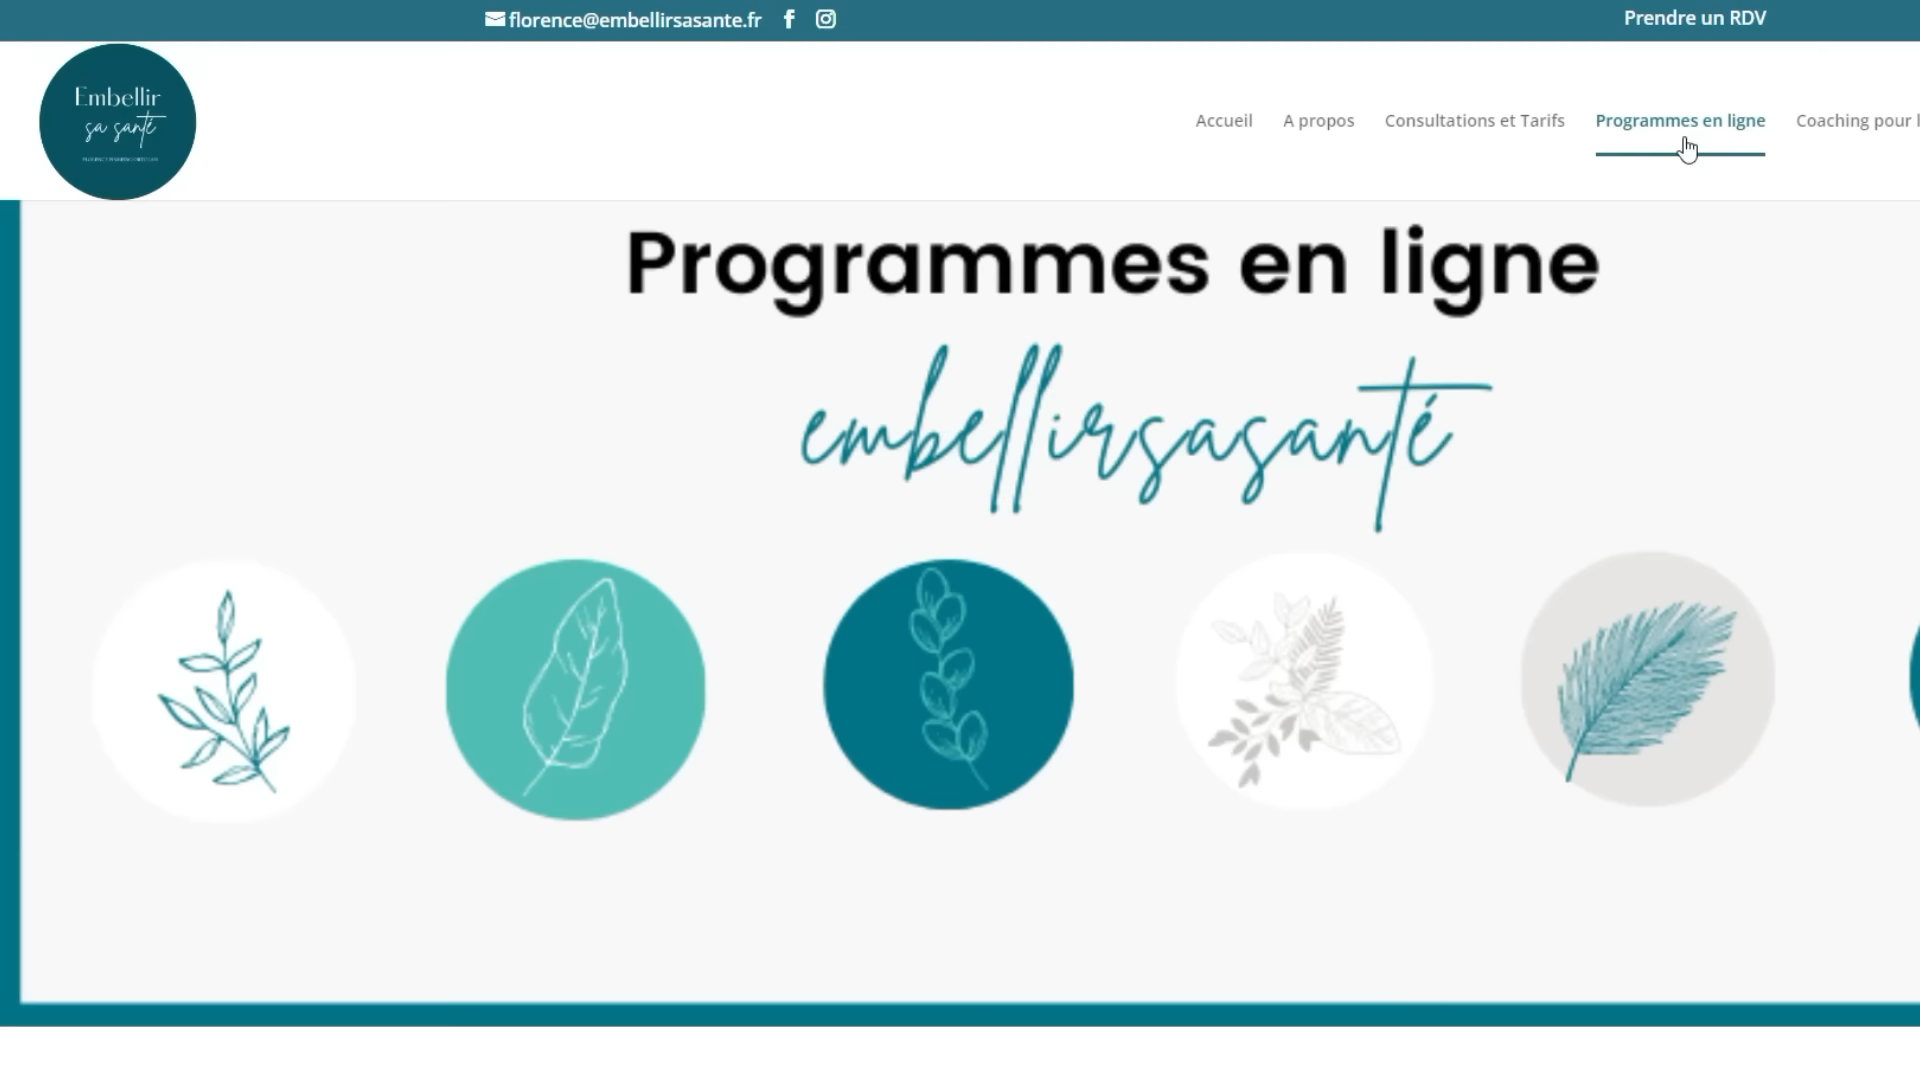 florence@embellirsasante.fr
Prendre un RDV
Embellir
sa santé
Accueil
A propos
Consultations et Tarifs
Programmes en ligne
Coaching pour
Programmes en ligne
embellirsasanté